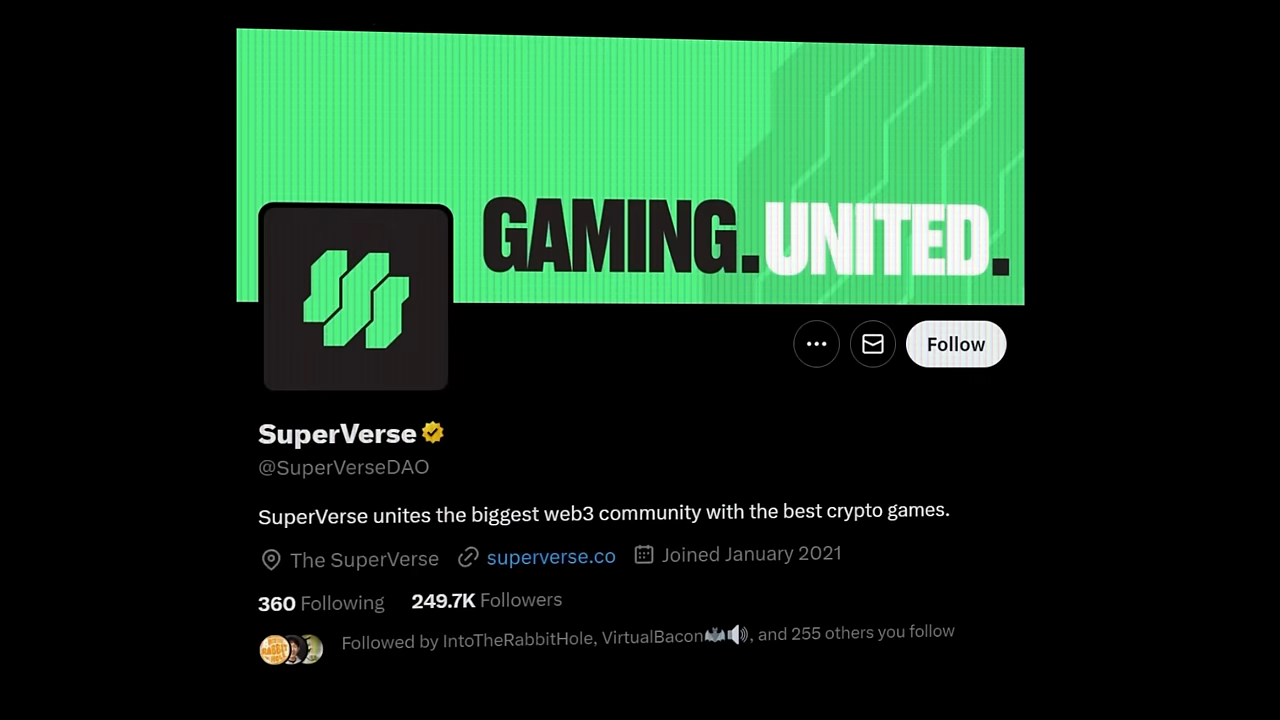 GAMING.UNITED.
Follow
SuperVerse
@SuperVerseDAO
SuperVerse unites the biggest web3 community with the best crypto games.
The SuperVerse superverse.co Joined January 2021
360 Following 249.7K Followers
Followed by IntoTheRabbitHole, VirtualBacon🦇🔊, and 255 others you follow